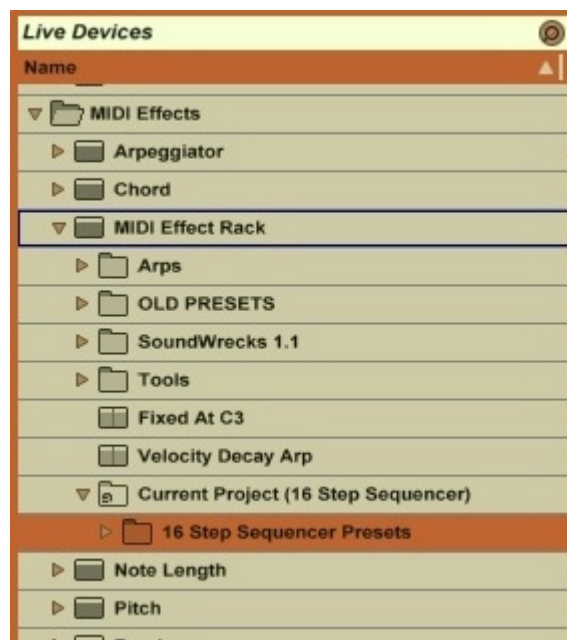 Live Devices
Name
MIDI Effects
Arpeggiator
Chord
MIDI Effect Rack
Arps
OLD PRESETS
SoundWrecks 1.1
Tools
Fixed At C3
Velocity Decay Arp
Current Project (16 Step Sequencer)
16 Step Sequencer Presets
Note Length
Pitch